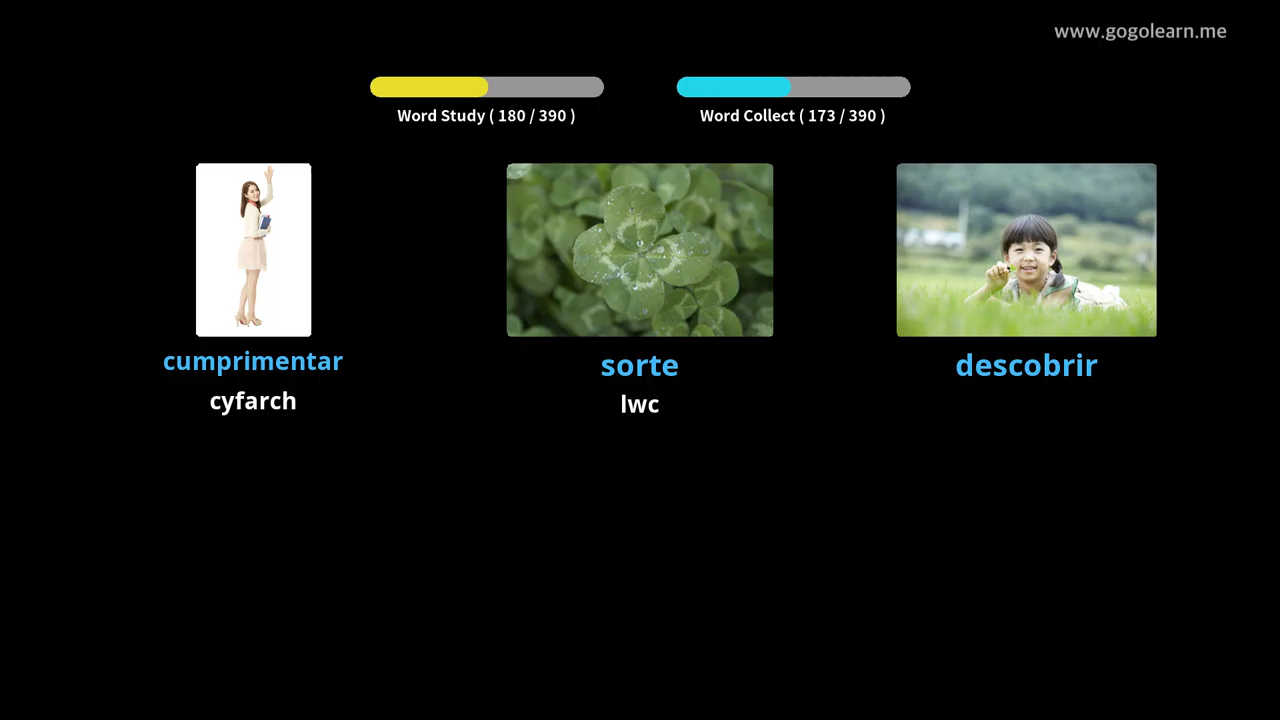 www.gogolearn.me
Word Study ( 180 / 390 )
Word Collect ( 173 / 390 )
cumprimentar
sorte
descobrir
cyfarch
lwc